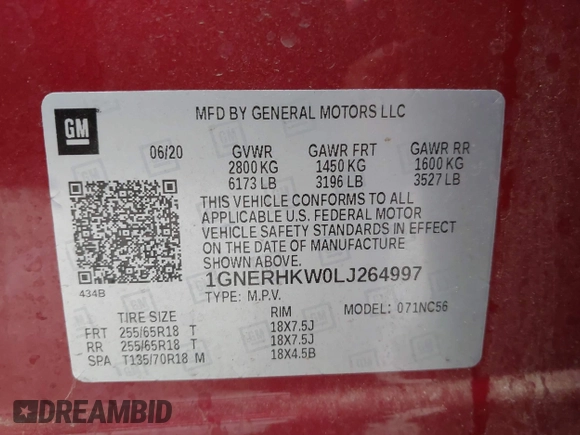 GM
MFD BY GENERAL MOTORS LLC
06/20 GVWR GAWR FRT GAWR RR
2800 KG 1450 KG 1600 KG
6173 LB 3196 LB 3527 LB
THIS VEHICLE CONFORMS TO ALL
APPLICABLE U.S. FEDERAL MOTOR
VEHICLE SAFETY STANDARDS IN EFFECT
ON THE DATE OF MANUFACTURE
SHOWN ABOVE.
434B
1GNERHKW0LJ264997
TYPE: M.P.V.
TIRE SIZE RIM MODEL: 071NC56
FRT 255/65R18 T 18X7.5J
RR 255/65R18 T 18X7.5J
SPA T135/70R18 M 18X4.5B
DREAMBID